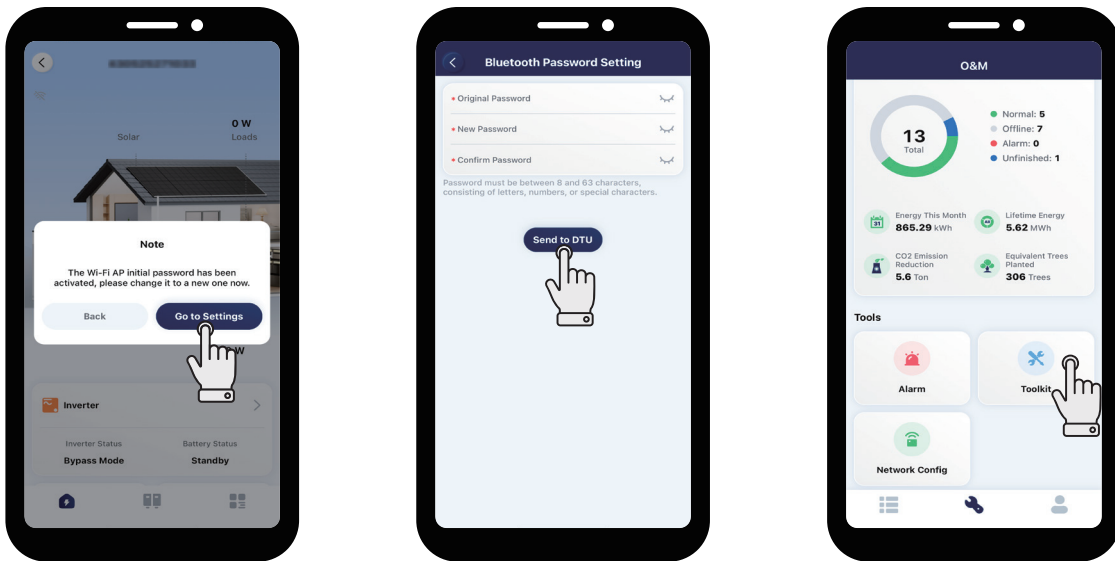 0 W
Solar
Loads
Note
The Wi-Fi AP initial password has been
activated, please change it to a new one now.
Back
Go to Settings
W
Inverter
Inverter Status
Battery Status
Bypass Mode
Standby
Bluetooth Password Setting
• Original Password
• New Password
• Confirm Password
Password must be between 8 and 63 characters,
consisting of letters, numbers, or special characters.
Send to DTU
O&M
13
Total
Normal: 5
Offline: 7
Alarm: 0
Unfinished: 1
31
Energy This Month
865.29 kWh
Lifetime Energy
5.62 MWh
CO2 Emission
Reduction
5.6 Ton
Equivalent Trees
Planted
306 Trees
Tools
Alarm
Toolkit
Network Config